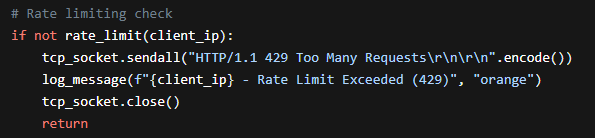 # Rate limiting check
if not rate_limit(client_ip):
    tcp_socket.sendall("HTTP/1.1 429 Too Many Requests\r\n\r\n".encode())
    log_message(f"{client_ip} - Rate Limit Exceeded (429)", "orange")
    tcp_socket.close()
    return